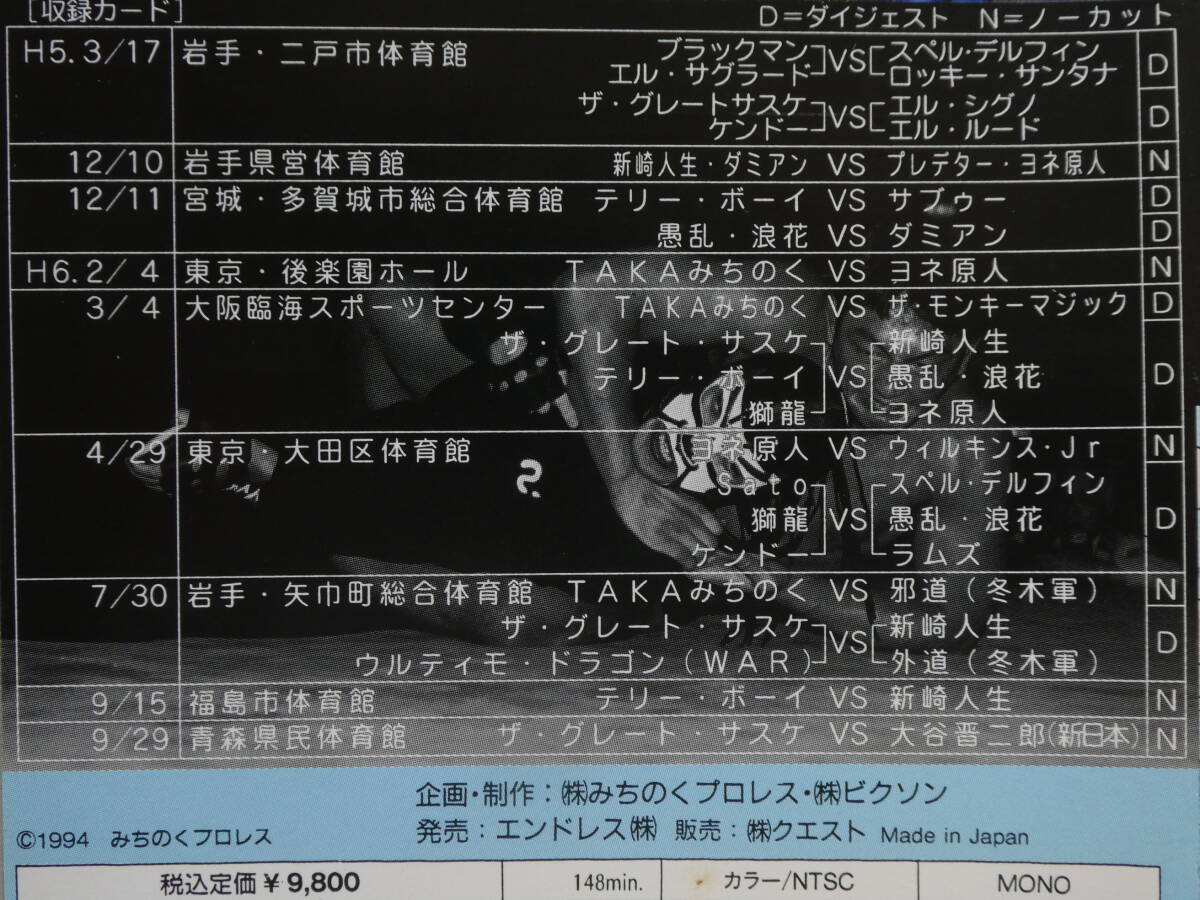 [収録カード]
D=ダイジェスト N=ノーカット
H5.3/17 岩手・二戸市体育館 ブラックマン エル・サグラード VS スペル・デルフィン ロッキー・サンタナ D
ザ・グレートサスケ ケンドー VS エル・シグノ エル・ルード D
12/10 岩手県営体育館 新崎人生・ダミアン VS プレデター・ヨネ原人 N
12/11 宮城・多賀城市総合体育館 テリー・ボーイ VS サブゥー D
愚乱・浪花 VS ダミアン D
H6.2/4 東京・後楽園ホール TAKAみちのく VS ヨネ原人 N
3/4 大阪臨海スポーツセンター TAKAみちのく VS ザ・モンキーマジック D
ザ・グレート・サスケ 新崎人生
テリー・ボーイ VS 愚乱・浪花 D
獅龍 ヨネ原人
4/29 東京・大田区体育館 ヨネ原人 VS ウィルキンス・Jr N
Sato スペル・デルフィン
獅龍 VS 愚乱・浪花 D
ケンドー ラムズ
7/30 岩手・矢巾町総合体育館 TAKAみちのく VS 邪道(冬木軍) N
ザ・グレート・サスケ ウルティモ・ドラゴン(WAR) VS 新崎人生 外道(冬木軍) D
9/15 福島市体育館 テリー・ボーイ VS 新崎人生 N
9/29 青森県民体育館 ザ・グレート・サスケ VS 大谷晋二郎(新日本) N
企画・制作:㈱みちのくプロレス・㈱ビクソン
©1994 みちのくプロレス 発売:エンドレス㈱ 販売:㈱クエスト Made in Japan
税込定価¥9,800 148min. カラー/NTSC MONO